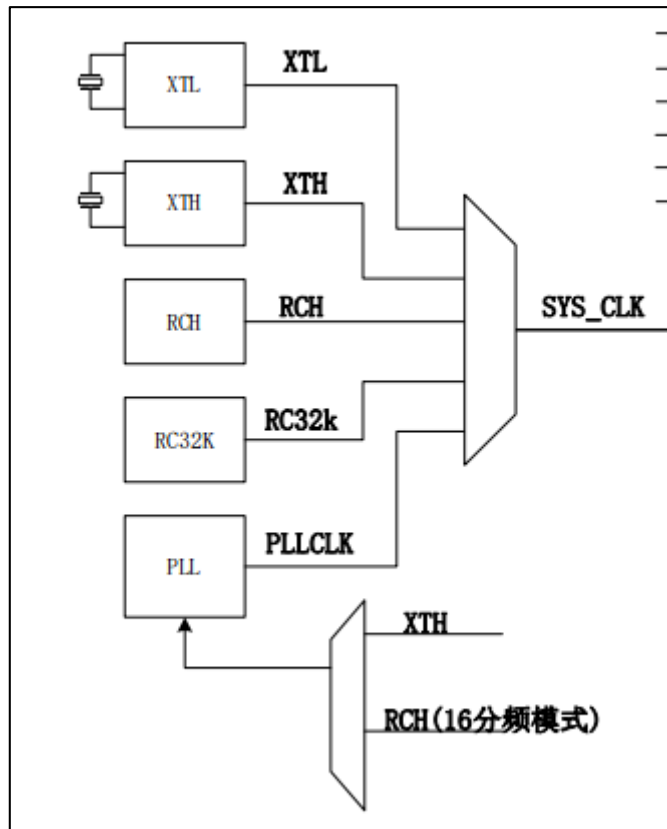 XTL
XTL
XTH
XTH
RCH
RCH
SYS_CLK
RC32K
RC32k
PLL
PLLCLK
XTH
RCH(16分频模式)